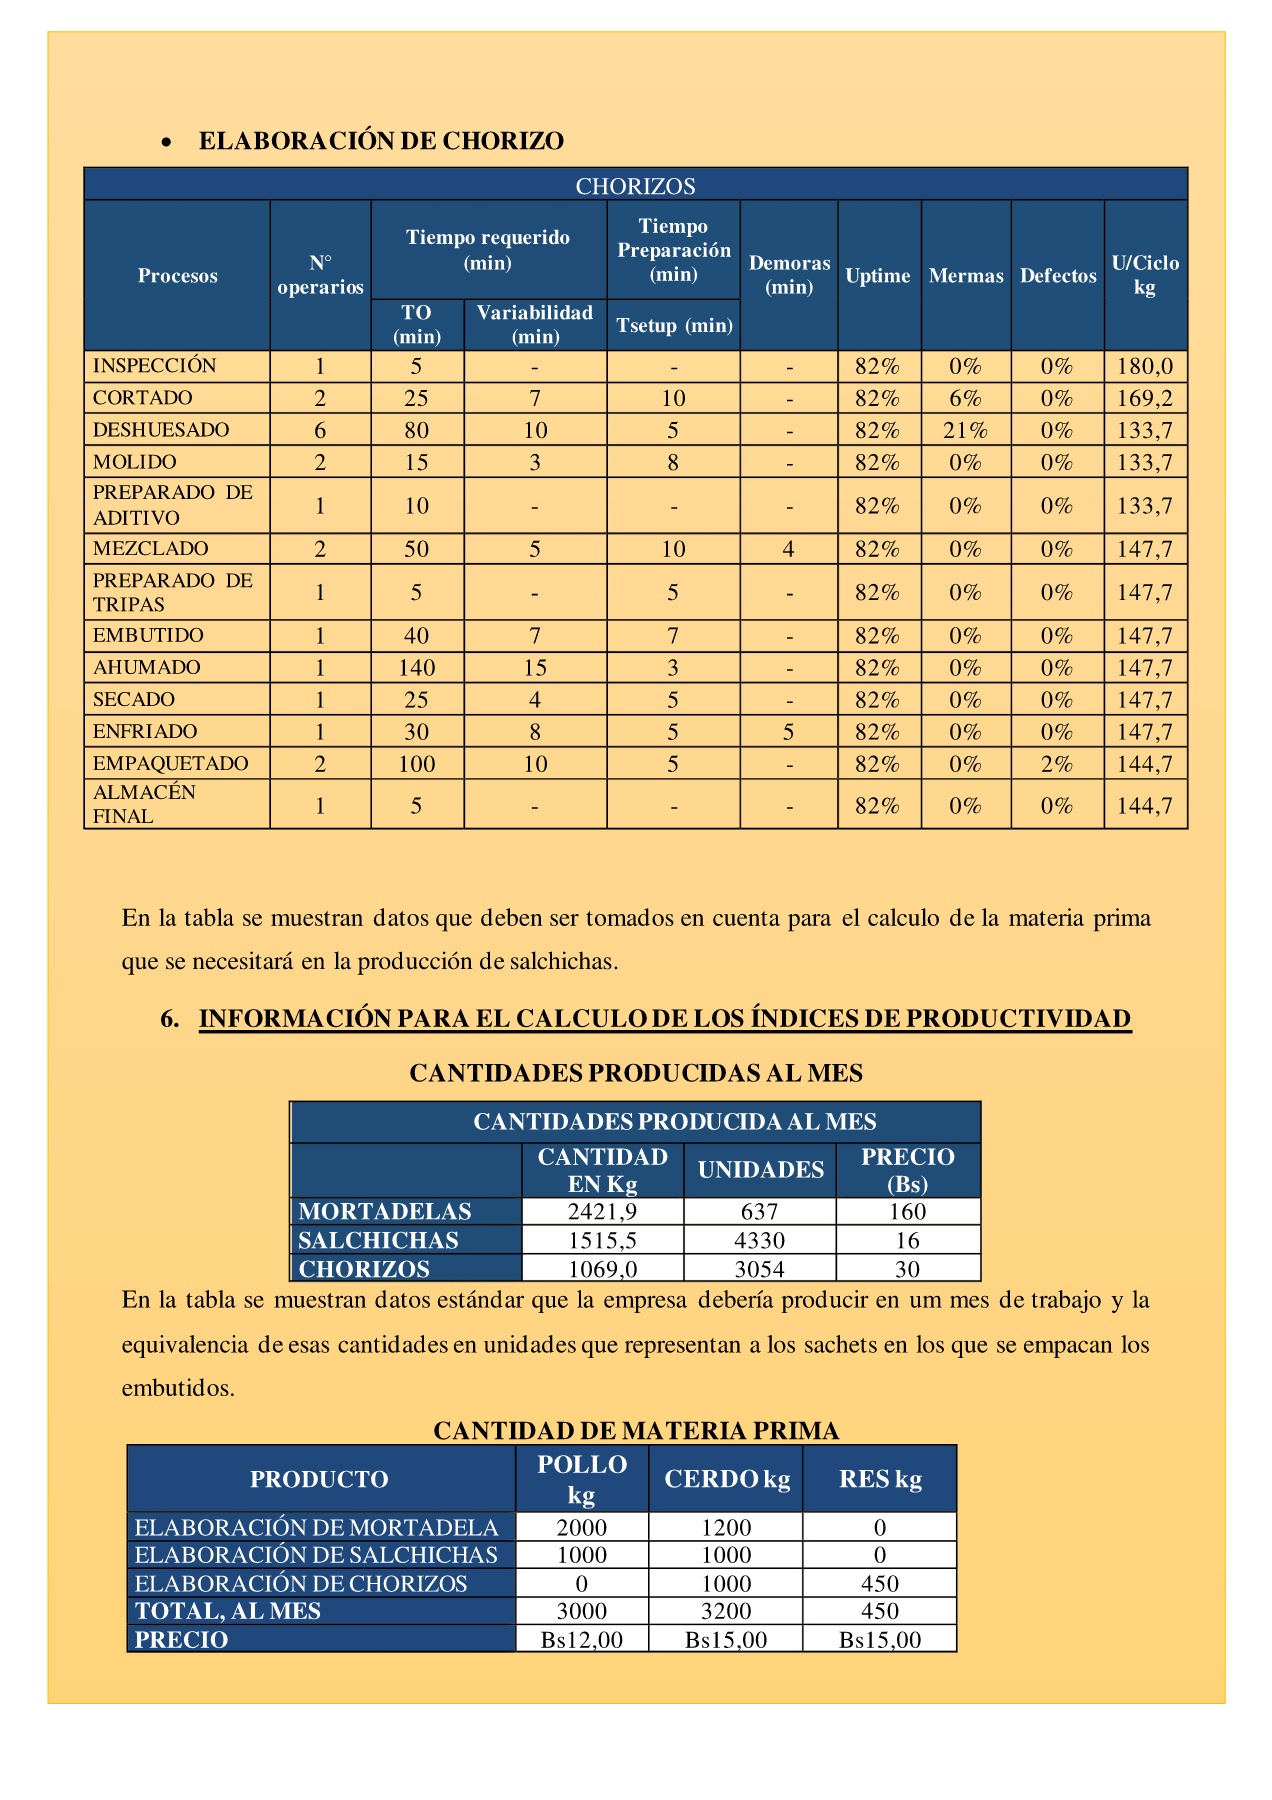 • ELABORACIÓN DE CHORIZO
CHORIZOS
Procesos N° operarios Tiempo requerido (min) Tiempo Preparación (min) Demoras (min) Uptime Mermas Defectos U/Ciclo kg
TO (min) Variabilidad (min) Tsetup (min)
INSPECCIÓN 1 5 - - - 82% 0% 0% 180,0
CORTADO 2 25 7 10 - 82% 6% 0% 169,2
DESHUESADO 6 80 10 5 - 82% 21% 0% 133,7
MOLIDO 2 15 3 8 - 82% 0% 0% 133,7
PREPARADO DE ADITIVO 1 10 - - - 82% 0% 0% 133,7
MEZCLADO 2 50 5 10 4 82% 0% 0% 147,7
PREPARADO DE TRIPAS 1 5 - 5 - 82% 0% 0% 147,7
EMBUTIDO 1 40 7 7 - 82% 0% 0% 147,7
AHUMADO 1 140 15 3 - 82% 0% 0% 147,7
SECADO 1 25 4 5 - 82% 0% 0% 147,7
ENFRIADO 1 30 8 5 5 82% 0% 0% 147,7
EMPAQUETADO 2 100 10 5 - 82% 0% 2% 144,7
ALMACÉN FINAL 1 5 - - - 82% 0% 0% 144,7
En la tabla se muestran datos que deben ser tomados en cuenta para el calculo de la materia prima
que se necesitará en la producción de salchichas.
6. INFORMACIÓN PARA EL CALCULO DE LOS ÍNDICES DE PRODUCTIVIDAD
CANTIDADES PRODUCIDAS AL MES
CANTIDADES PRODUCIDA AL MES
CANTIDAD EN Kg UNIDADES PRECIO (Bs)
MORTADELAS 2421,9 637 160
SALCHICHAS 1515,5 4330 16
CHORIZOS 1069,0 3054 30
En la tabla se muestran datos estándar que la empresa debería producir en um mes de trabajo y la
equivalencia de esas cantidades en unidades que representan a los sachets en los que se empacan los
embutidos.
CANTIDAD DE MATERIA PRIMA
PRODUCTO POLLO kg CERDO kg RES kg
ELABORACIÓN DE MORTADELA 2000 1200 0
ELABORACIÓN DE SALCHICHAS 1000 1000 0
ELABORACIÓN DE CHORIZOS 0 1000 450
TOTAL, AL MES 3000 3200 450
PRECIO Bs12,00 Bs15,00 Bs15,00